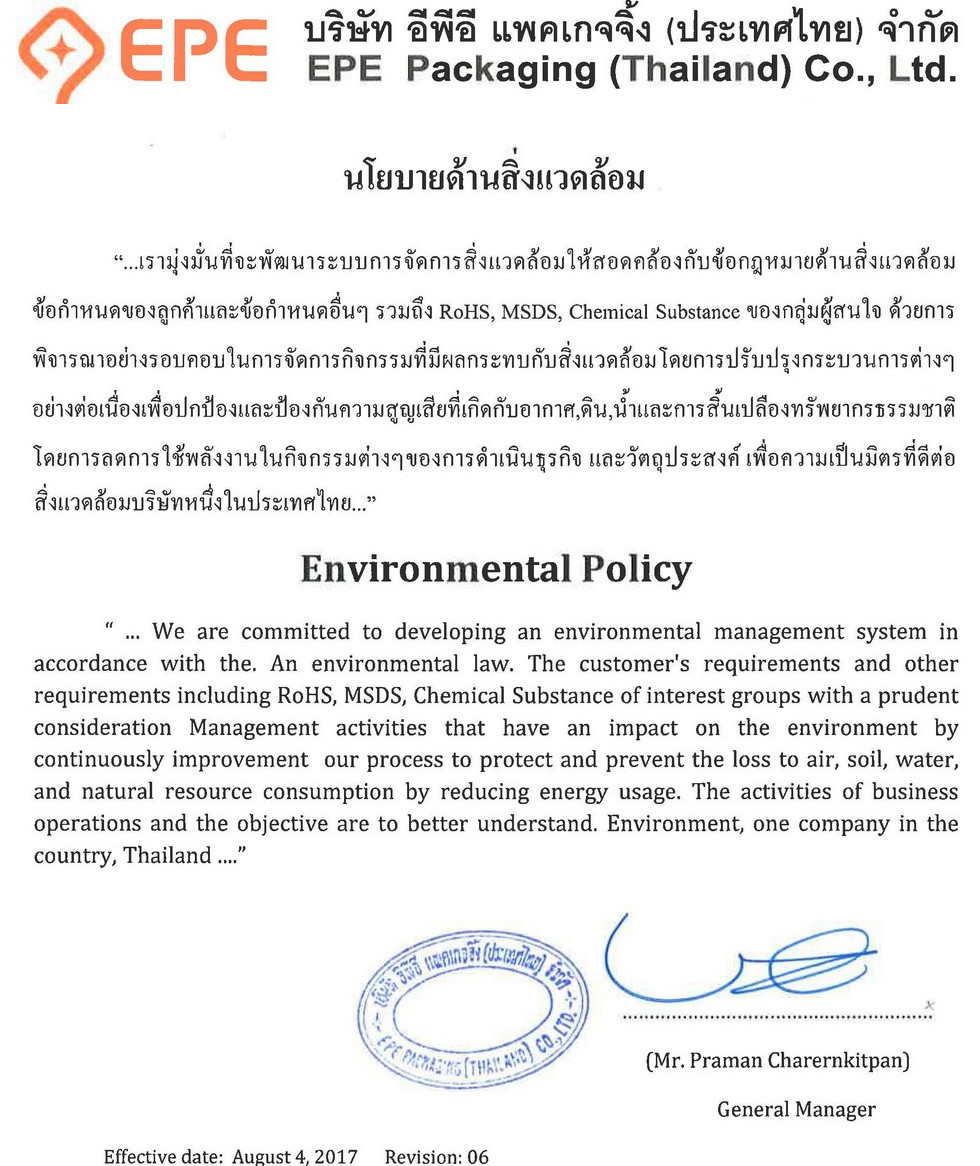 EPE
บริษัท อีพีอี แพคเกจจิ้ง (ประเทศไทย) จำกัด
EPE Packaging (Thailand) Co., Ltd.
นโยบายด้านสิ่งแวดล้อม
“...เรามุ่งมั่นที่จะพัฒนาระบบการจัดการสิ่งแวดล้อมให้สอดคล้องกับข้อกฎหมายด้านสิ่งแวดล้อม
ข้อกำหนดของลูกค้าและข้อกำหนดอื่นๆ รวมถึง RoHS, MSDS, Chemical Substance ของกลุ่มผู้สนใจ ด้วยการ
พิจารณาอย่างรอบคอบในการจัดการกิจกรรมที่มีผลกระทบกับสิ่งแวดล้อมโดยการปรับปรุงกระบวนการต่างๆ
อย่างต่อเนื่องเพื่อปกป้องและป้องกันความสูญเสียที่เกิดกับอากาศ,ดิน,น้ำและการสิ้นเปลืองทรัพยากรธรรมชาติ
โดยการลดการใช้พลังงานในกิจกรรมต่างๆของการดำเนินธุรกิจ และวัตถุประสงค์ เพื่อความเป็นมิตรที่ดีต่อ
สิ่งแวดล้อมบริษัทหนึ่งในประเทศไทย...”
Environmental Policy
“ ... We are committed to developing an environmental management system in
accordance with the. An environmental law. The customer's requirements and other
requirements including RoHS, MSDS, Chemical Substance of interest groups with a prudent
consideration Management activities that have an impact on the environment by
continuously improvement our process to protect and prevent the loss to air, soil, water,
and natural resource consumption by reducing energy usage. The activities of business
operations and the objective are to better understand. Environment, one company in the
country, Thailand ....”
บริษัท อีพีอี แพคเกจจิ้ง (ประเทศไทย) จำกัด
EPE PACKAGING (THAILAND) CO.,LTD.
(Mr. Praman Charernkitpan)
General Manager
Effective date: August 4, 2017 Revision: 06